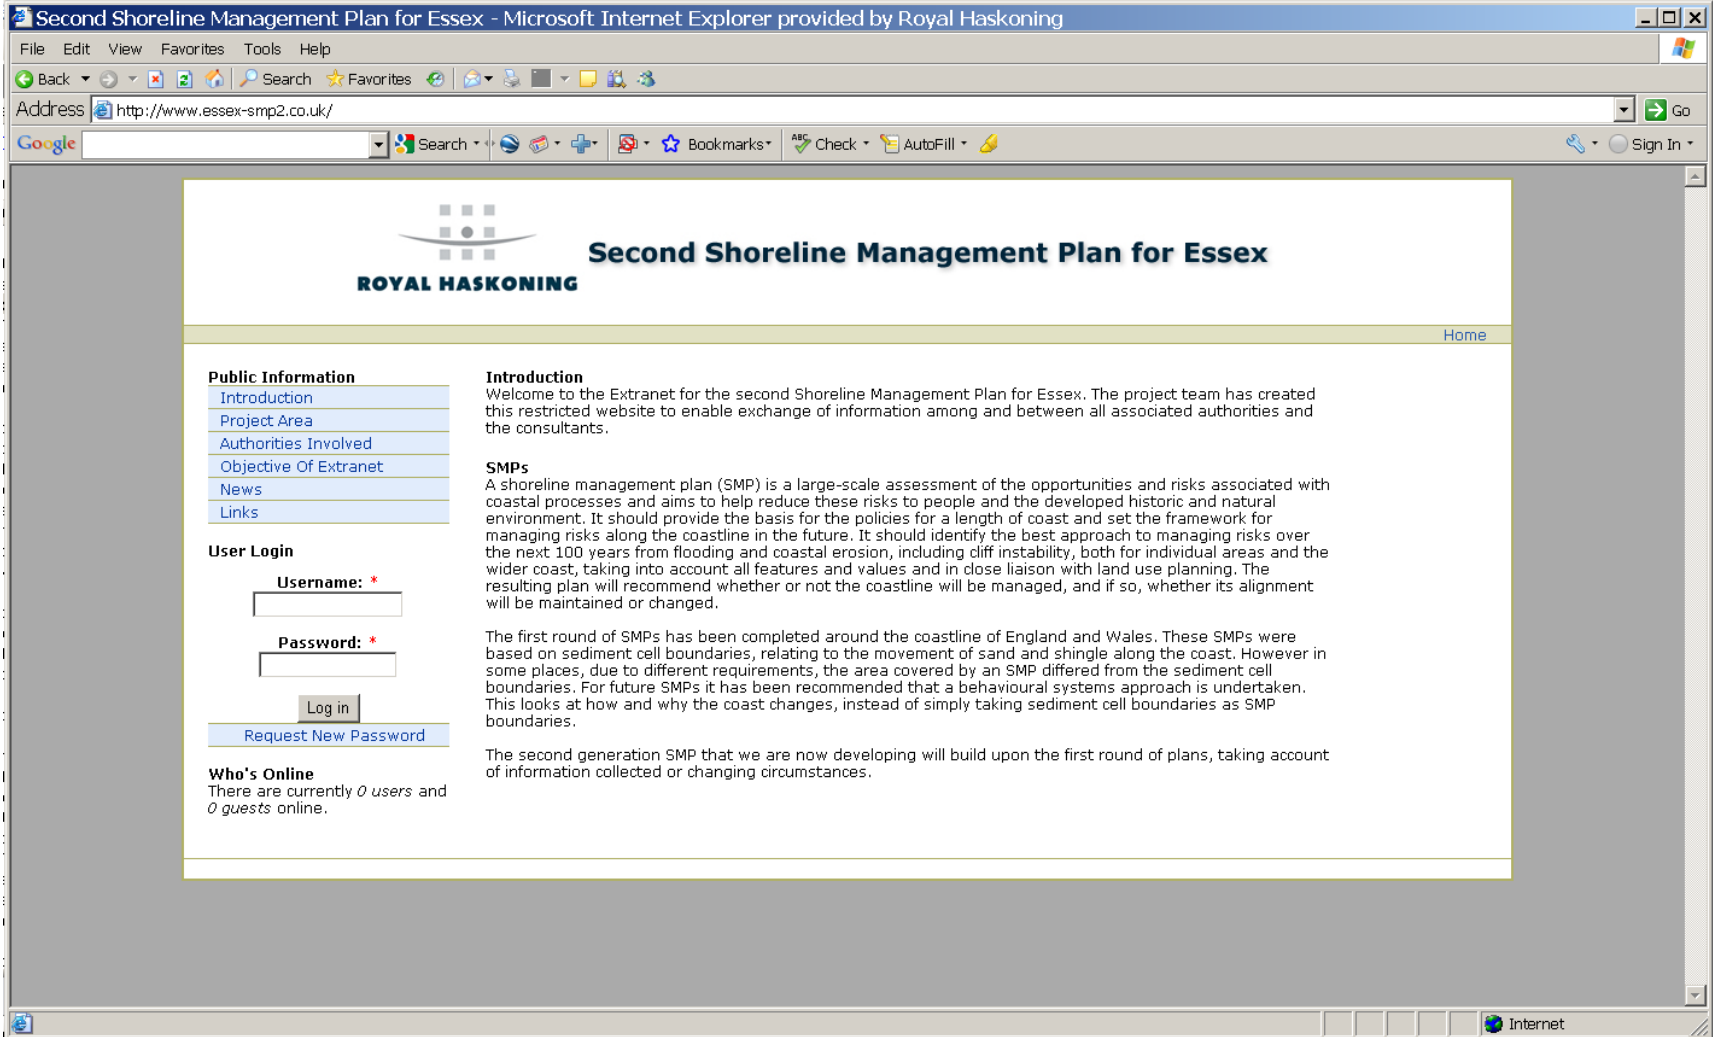 Second Shoreline Management Plan for Essex - Microsoft Internet Explorer provided by Royal Haskoning
File Edit View Favorites Tools Help
Back Search Favorites
Address http://www.essex-smp2.co.uk/ Go
Google Search Bookmarks ABC Check AutoFill Sign In
ROYAL HASKONING
Second Shoreline Management Plan for Essex
Home
Public Information
Introduction
Project Area
Authorities Involved
Objective Of Extranet
News
Links
User Login
Username: *
Password: *
Log in
Request New Password
Who's Online
There are currently 0 users and
0 guests online.
Introduction
Welcome to the Extranet for the second Shoreline Management Plan for Essex. The project team has created
this restricted website to enable exchange of information among and between all associated authorities and
the consultants.
SMPs
A shoreline management plan (SMP) is a large-scale assessment of the opportunities and risks associated with
coastal processes and aims to help reduce these risks to people and the developed historic and natural
environment. It should provide the basis for the policies for a length of coast and set the framework for
managing risks along the coastline in the future. It should identify the best approach to managing risks over
the next 100 years from flooding and coastal erosion, including cliff instability, both for individual areas and the
wider coast, taking into account all features and values and in close liaison with land use planning. The
resulting plan will recommend whether or not the coastline will be managed, and if so, whether its alignment
will be maintained or changed.
The first round of SMPs has been completed around the coastline of England and Wales. These SMPs were
based on sediment cell boundaries, relating to the movement of sand and shingle along the coast. However in
some places, due to different requirements, the area covered by an SMP differed from the sediment cell
boundaries. For future SMPs it has been recommended that a behavioural systems approach is undertaken.
This looks at how and why the coast changes, instead of simply taking sediment cell boundaries as SMP
boundaries.
The second generation SMP that we are now developing will build upon the first round of plans, taking account
of information collected or changing circumstances.
Internet